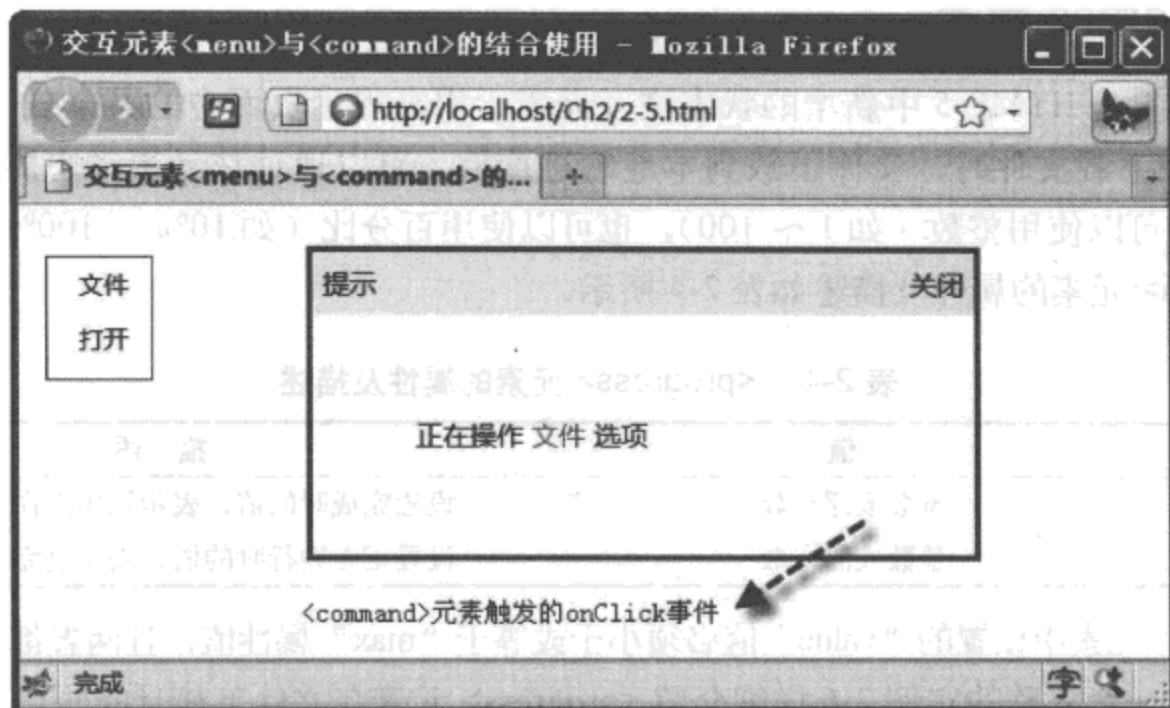 交互元素<menu>与<command>的结合使用 - Mozilla Firefox
http://localhost/Ch2/2-5.html
交互元素<menu>与<command>的...
文件
打开
提示
关闭
正在操作 文件 选项
<command>元素触发的onClick事件
完成
字